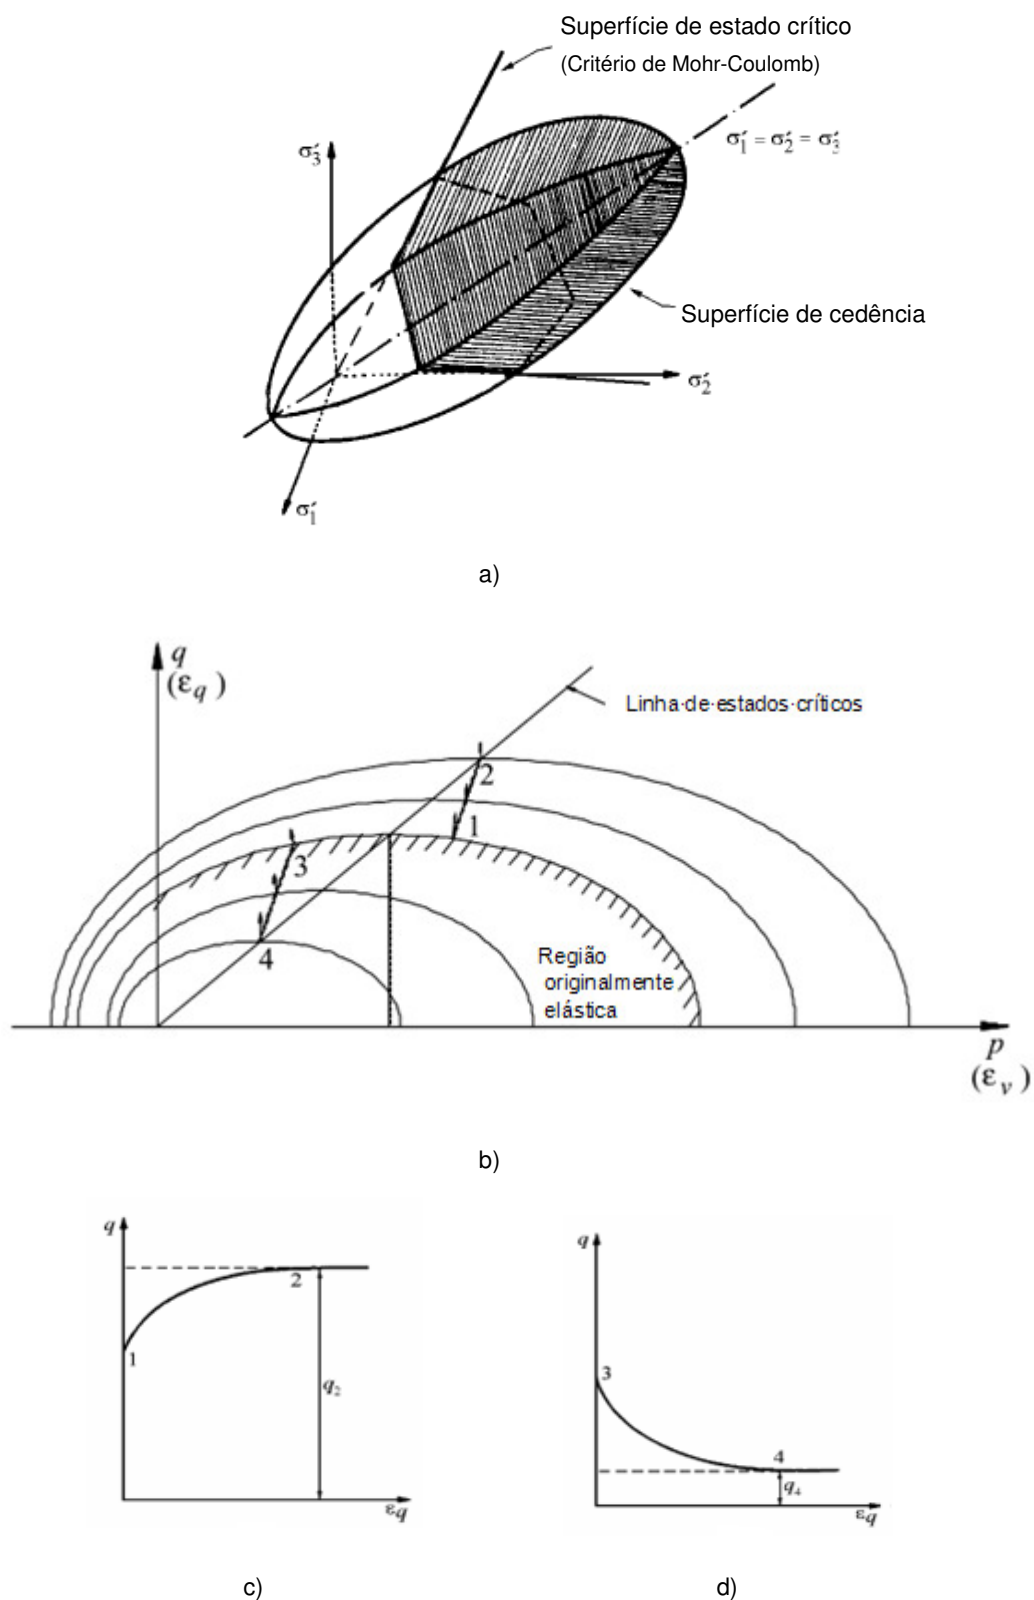 Superfície de estado crítico
(Critério de Mohr-Coulomb)
σ′3
σ′1 = σ′2 = σ′3
Superfície de cedência
σ′2
σ′1
a)
q
(εq )
Linha·de·estados·críticos
2
1
3
4
Região
originalmente
elástica
p
(εv )
b)
q
2
1
q2
εq
c)
q
3
4
q4
εq
d)